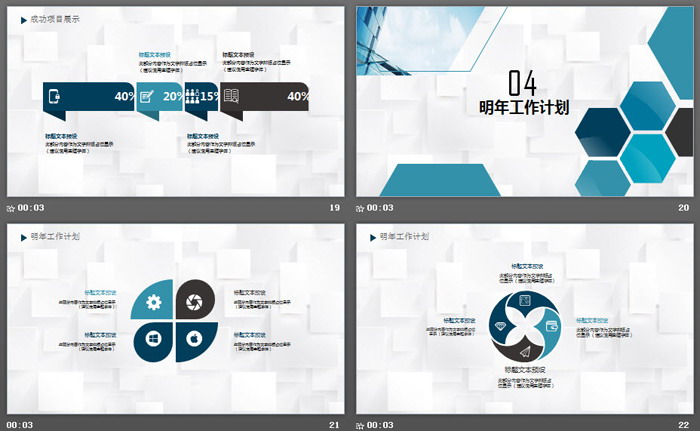 成功项目展示
标题文本预设
此部分内容作为文字排版占位显示
（建议使用主题字体）
标题文本预设
此部分内容作为文字排版占位显示
（建议使用主题字体）
40%
20%
15%
40%
标题文本预设
此部分内容作为文字排版占位显示
（建议使用主题字体）
标题文本预设
此部分内容作为文字排版占位显示
（建议使用主题字体）
00:03
19
04
明年工作计划
00:03
20
明年工作计划
标题文本预设
此部分内容作为文本排版占位显示
（建议使用主题字体）
标题文本预设
此部分内容作为文本排版占位显示
（建议使用主题字体）
标题文本预设
此部分内容作为文本排版占位显示
（建议使用主题字体）
标题文本预设
此部分内容作为文本排版占位显示
（建议使用主题字体）
00:03
21
明年工作计划
标题文本预设
此部分内容作为文字排版占位
显示（建议使用主题字体）
标题文本预设
此部分内容作为文字排版占位
显示（建议使用主题字体）
标题文本预设
此部分内容作为文字排版占位
显示（建议使用主题字体）
标题文本预设
此部分内容作为文字排版占
位显示（建议使用主题字体）
00:03
22